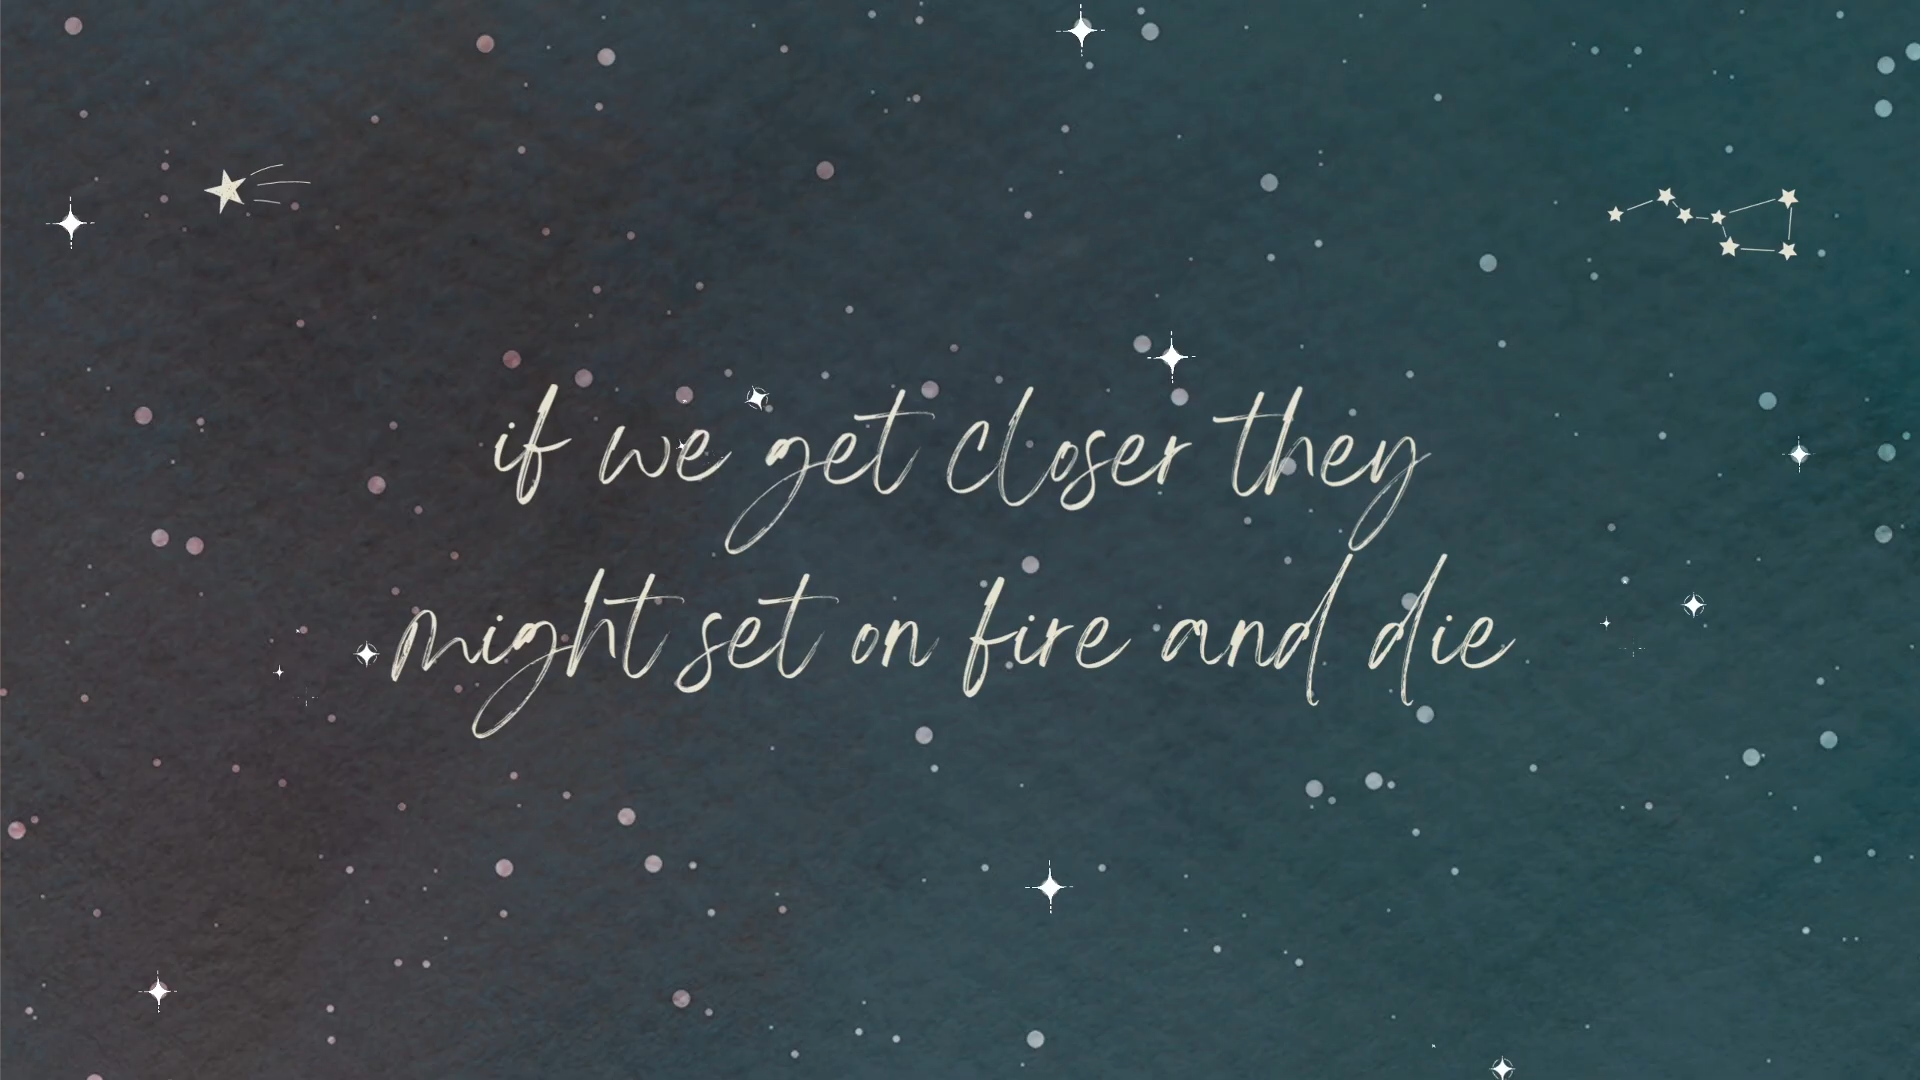 if we get closer they
might set on fire and die